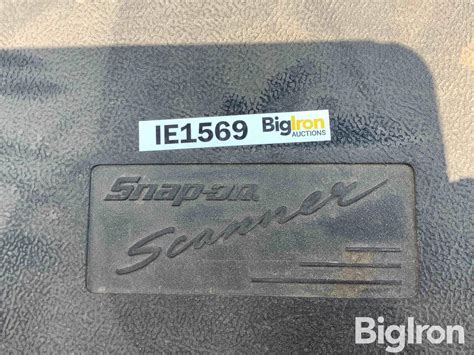 IE1569 BigIron
AUCTIONS
Snap-on
Scanner
BigIron